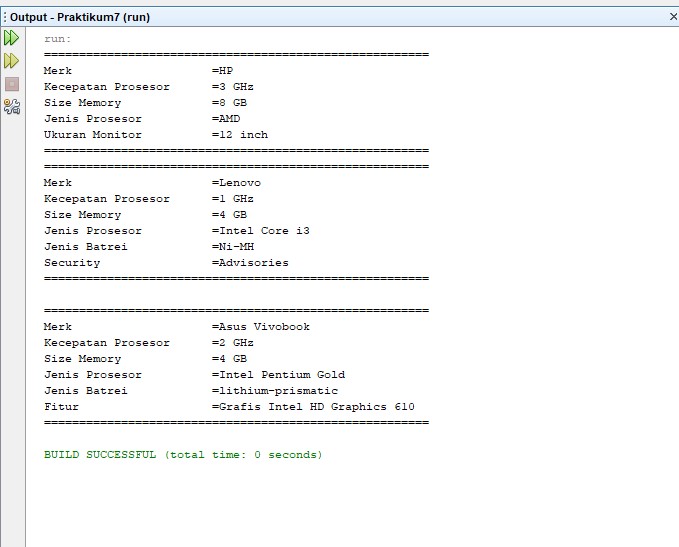 Output - Praktikum7 (run)
run:
=======================================================
Merk =HP
Kecepatan Prosesor =3 GHz
Size Memory =8 GB
Jenis Prosesor =AMD
Ukuran Monitor =12 inch
=======================================================
=======================================================
Merk =Lenovo
Kecepatan Prosesor =1 GHz
Size Memory =4 GB
Jenis Prosesor =Intel Core i3
Jenis Batrei =Ni-MH
Security =Advisories
=======================================================
=======================================================
Merk =Asus Vivobook
Kecepatan Prosesor =2 GHz
Size Memory =4 GB
Jenis Prosesor =Intel Pentium Gold
Jenis Batrei =lithium-prismatic
Fitur =Grafis Intel HD Graphics 610
=======================================================
BUILD SUCCESSFUL (total time: 0 seconds)